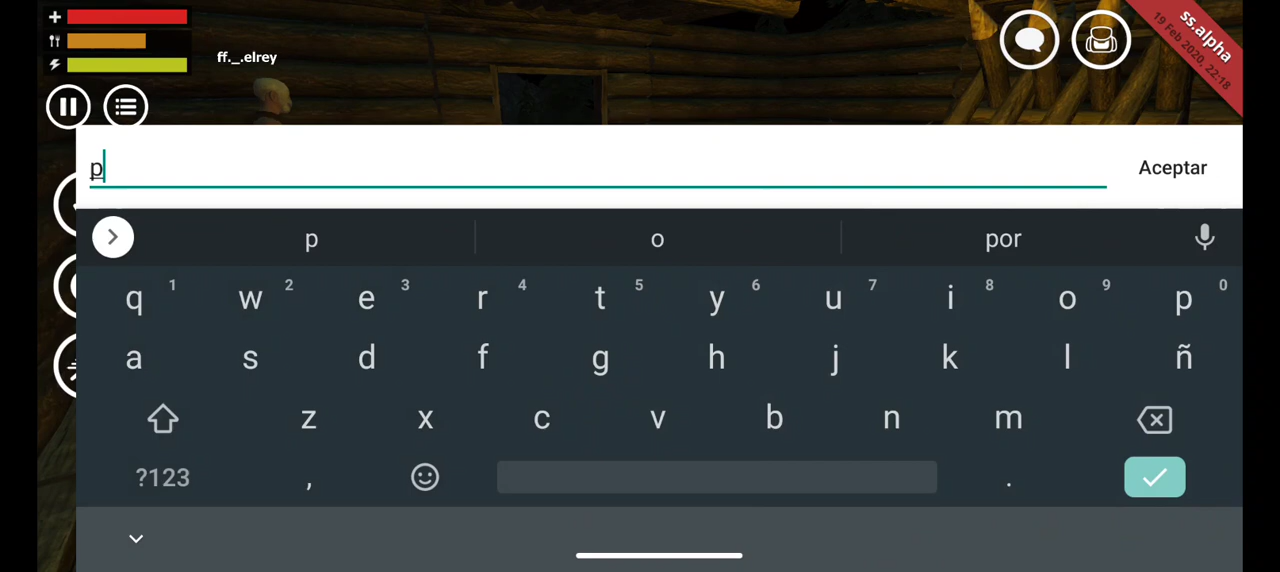 ff._.elrey
ss.alpha
19 Feb 2020, 22:18
p
Aceptar
p o por
q 1 w 2 e 3 r 4 t 5 y 6 u 7 i 8 o 9 p 0
a s d f g h j k l ñ
z x c v b n m
?123 , .